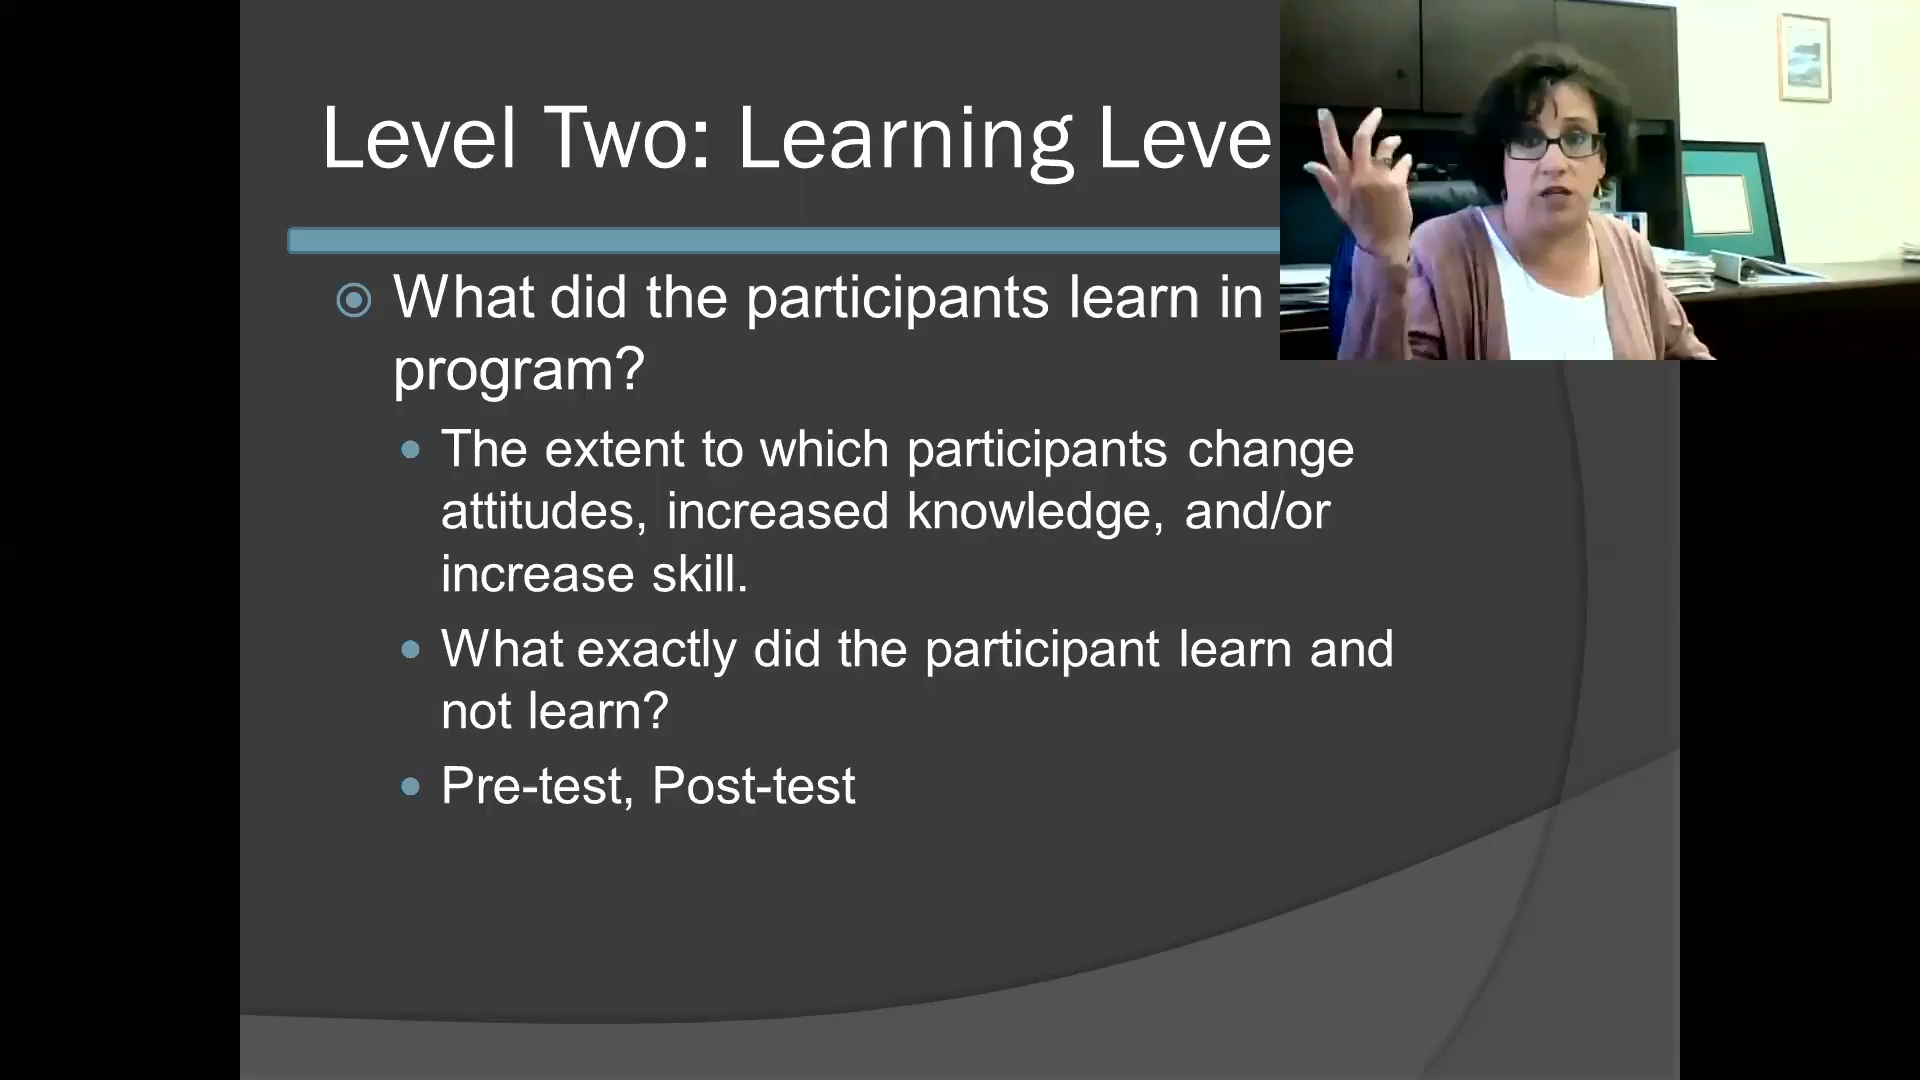 Level Two: Learning Leve
What did the participants learn in
program?
The extent to which participants change
attitudes, increased knowledge, and/or
increase skill.
What exactly did the participant learn and
not learn?
Pre-test, Post-test